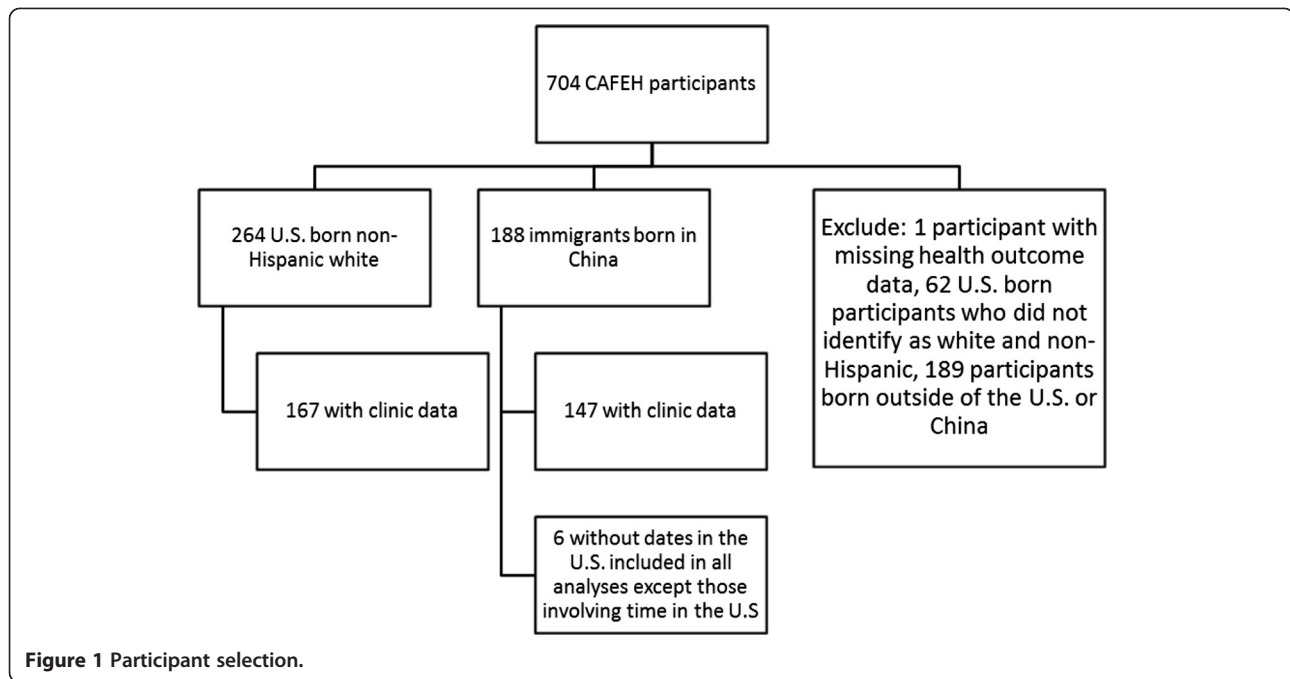 704 CAFEH participants
264 U.S. born non-
Hispanic white
188 immigrants born in
China
Exclude: 1 participant with
missing health outcome
data, 62 U.S. born
participants who did not
identify as white and non-
Hispanic, 189 participants
born outside of the U.S. or
China
167 with clinic data
147 with clinic data
6 without dates in the
U.S. included in all
analyses except those
involving time in the U.S
Figure 1 Participant selection.